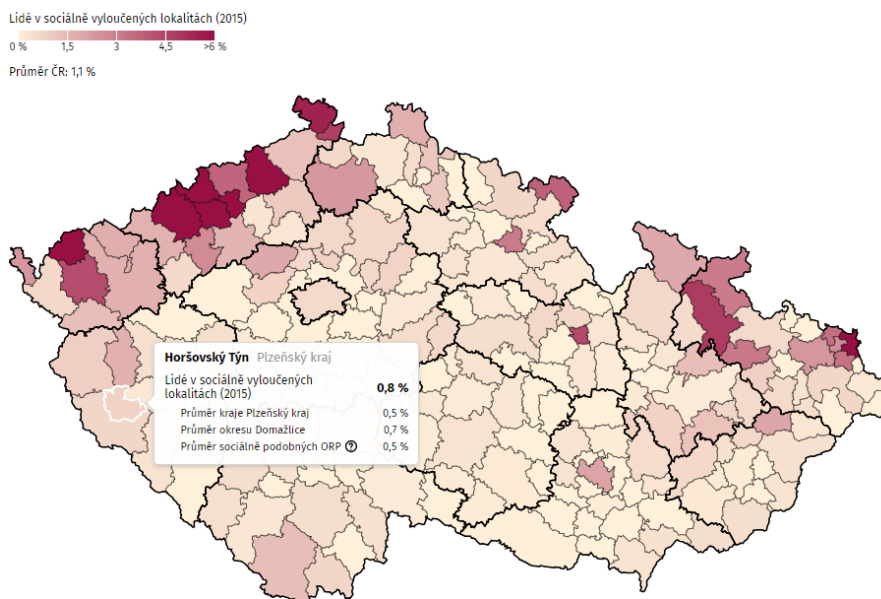 Lidé v sociálně vyloučených lokalitách (2015)
0 % 1,5 3 4,5 >6 %
Průměr ČR: 1,1 %
Horšovský Týn Plzeňský kraj
Lidé v sociálně vyloučených
lokalitách (2015) 0,8 %
Průměr kraje Plzeňský kraj 0,5 %
Průměr okresu Domažlice 0,7 %
Průměr sociálně podobných ORP ? 0,5 %